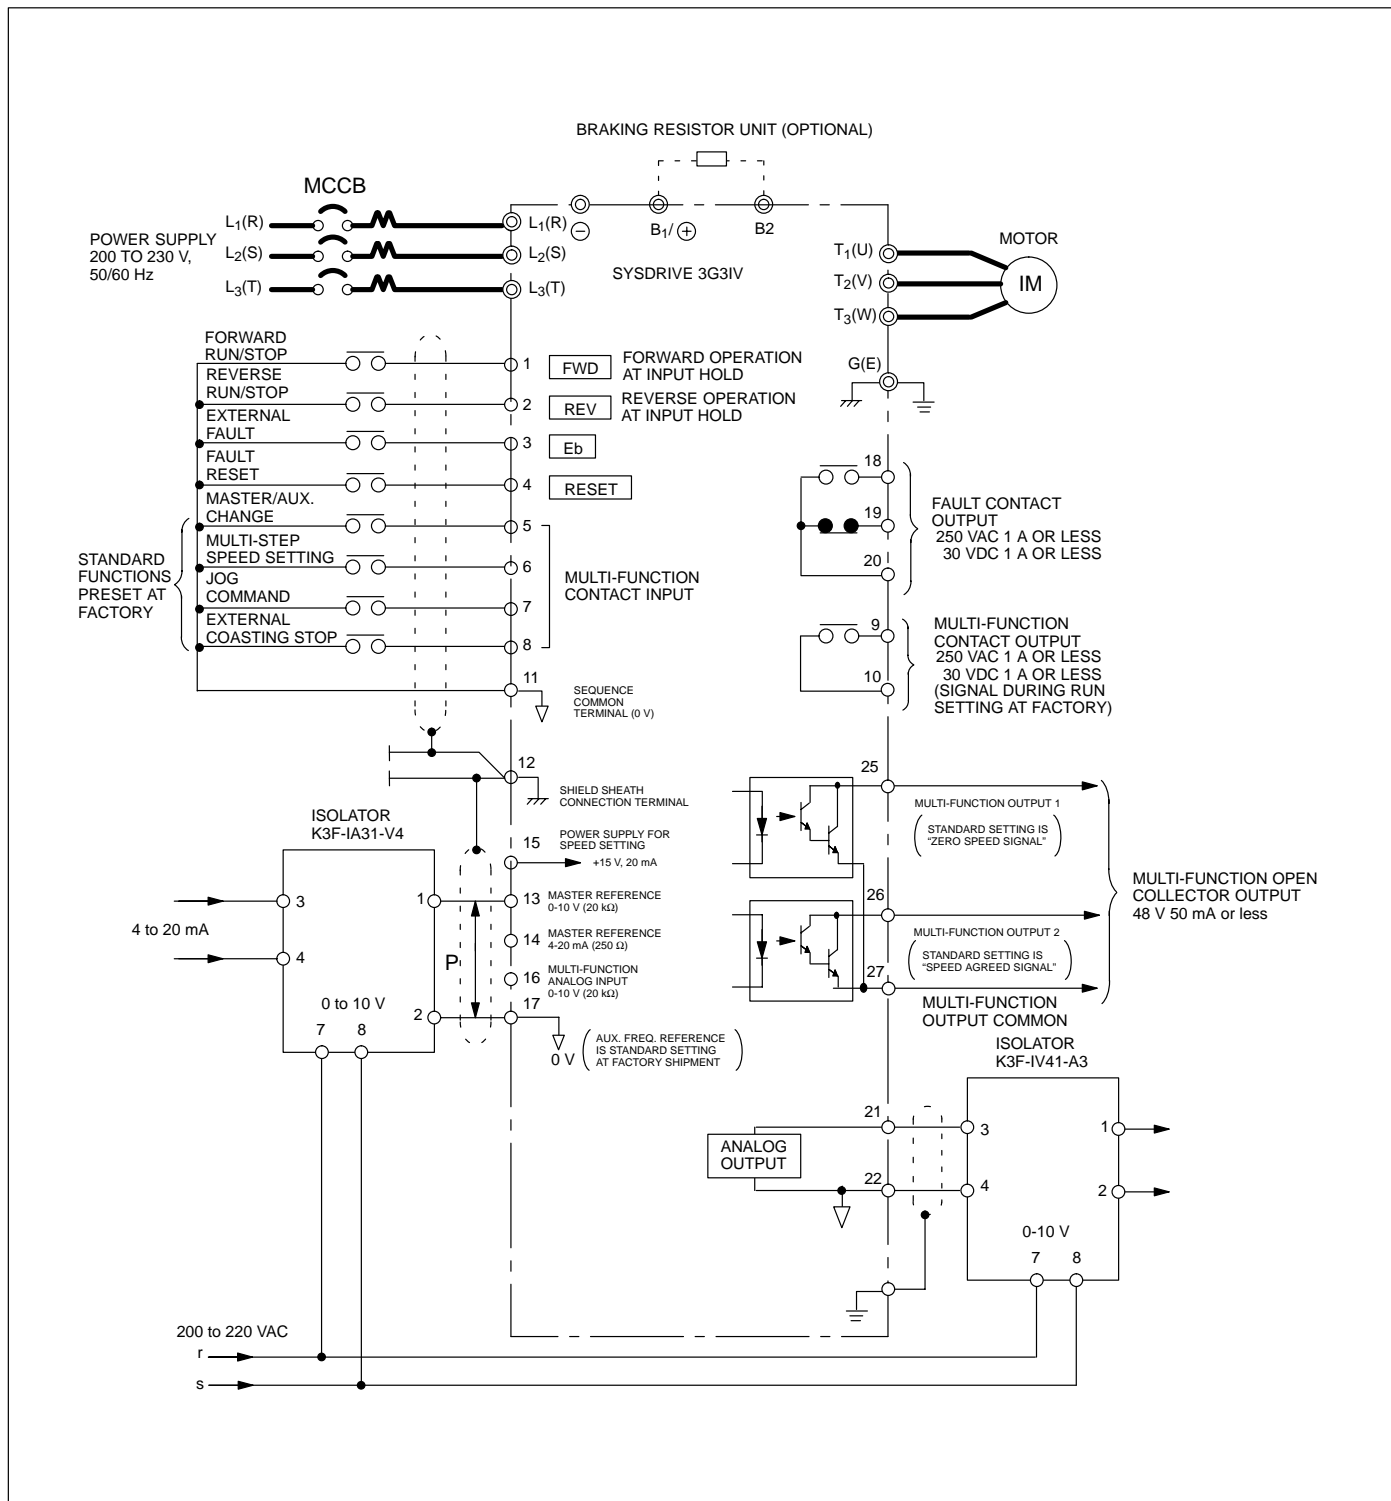 BRAKING RESISTOR UNIT (OPTIONAL)
MCCB
L1(R)
L2(S)
L3(T)
POWER SUPPLY
200 TO 230 V,
50/60 Hz
L1(R)
L2(S)
L3(T)
−
B1/ +
B2
SYSDRIVE 3G3IV
T1(U)
T2(V)
T3(W)
MOTOR
IM
G(E)
FORWARD
RUN/STOP
REVERSE
RUN/STOP
EXTERNAL
FAULT
FAULT
RESET
MASTER/AUX.
CHANGE
MULTI-STEP
SPEED SETTING
JOG
COMMAND
EXTERNAL
COASTING STOP
STANDARD
FUNCTIONS
PRESET AT
FACTORY
1
FWD
FORWARD OPERATION
AT INPUT HOLD
2
REV
REVERSE OPERATION
AT INPUT HOLD
3
Eb
4
RESET
5
6
7
8
MULTI-FUNCTION
CONTACT INPUT
11
SEQUENCE
COMMON
TERMINAL (0 V)
12
SHIELD SHEATH
CONNECTION TERMINAL
15
POWER SUPPLY FOR
SPEED SETTING
+15 V, 20 mA
13
MASTER REFERENCE
0-10 V (20 kΩ)
14
MASTER REFERENCE
4-20 mA (250 Ω)
16
MULTI-FUNCTION
ANALOG INPUT
0-10 V (20 kΩ)
17
0 V
AUX. FREQ. REFERENCE
IS STANDARD SETTING
AT FACTORY SHIPMENT
ISOLATOR
K3F-IA31-V4
3
4
1
2
4 to 20 mA
0 to 10 V
7
8
P
18
19
20
FAULT CONTACT
OUTPUT
250 VAC 1 A OR LESS
30 VDC 1 A OR LESS
9
10
MULTI-FUNCTION
CONTACT OUTPUT
250 VAC 1 A OR LESS
30 VDC 1 A OR LESS
(SIGNAL DURING RUN
SETTING AT FACTORY)
25
MULTI-FUNCTION OUTPUT 1
STANDARD SETTING IS
“ZERO SPEED SIGNAL”
26
MULTI-FUNCTION OUTPUT 2
STANDARD SETTING IS
“SPEED AGREED SIGNAL”
27
MULTI-FUNCTION
OUTPUT COMMON
MULTI-FUNCTION OPEN
COLLECTOR OUTPUT
48 V 50 mA or less
ISOLATOR
K3F-IV41-A3
21
22
ANALOG
OUTPUT
3
4
1
2
0-10 V
7
8
200 to 220 VAC
r
s